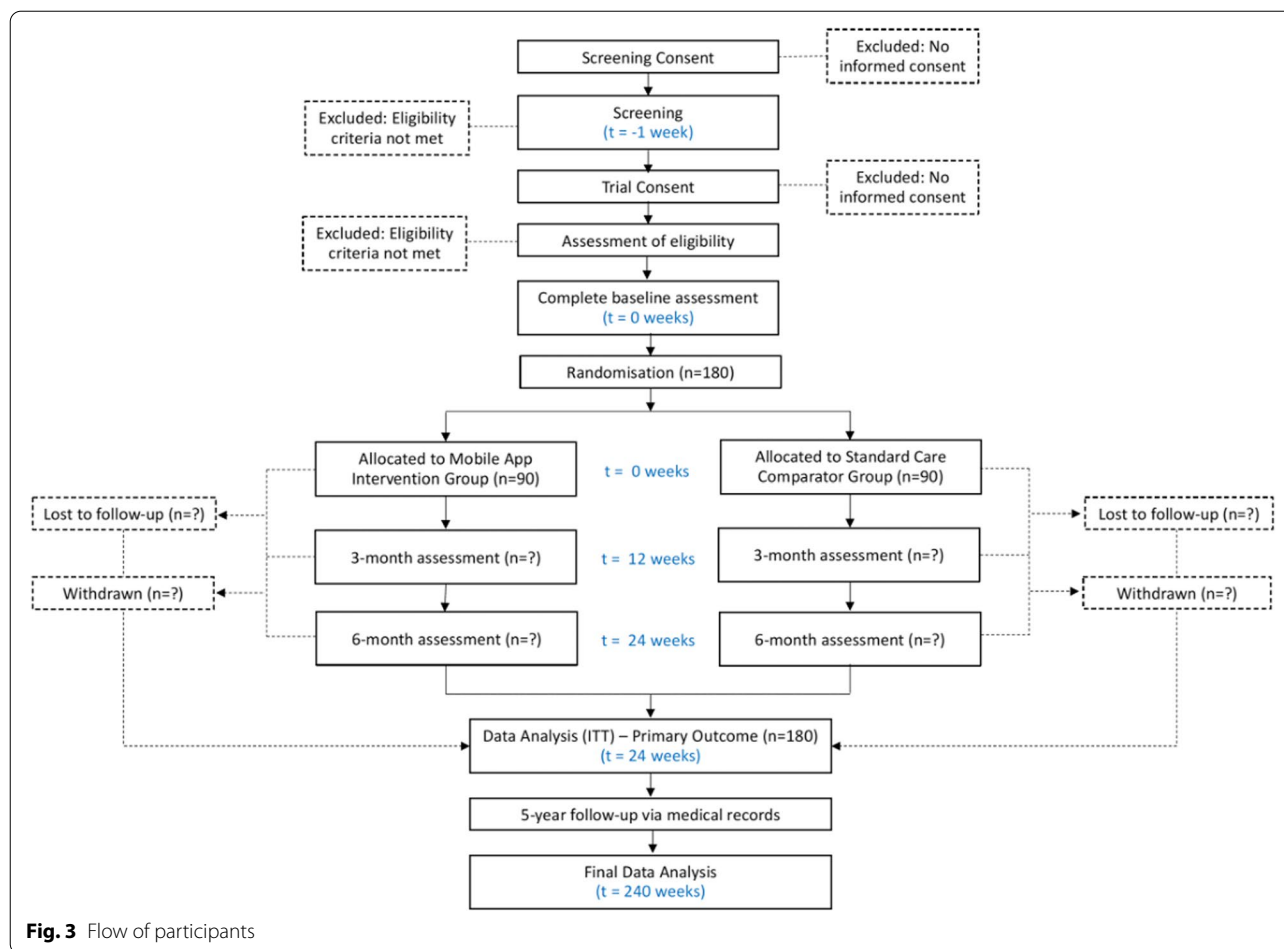 Screening Consent
Excluded: No
informed consent
Excluded: Eligibility
criteria not met
Screening
(t = -1 week)
Trial Consent
Excluded: No
informed consent
Excluded: Eligibility
criteria not met
Assessment of eligibility
Complete baseline assessment
(t = 0 weeks)
Randomisation (n=180)
Allocated to Mobile App
Intervention Group (n=90)
t = 0 weeks
Allocated to Standard Care
Comparator Group (n=90)
Lost to follow-up (n=?)
Lost to follow-up (n=?)
3-month assessment (n=?)
t = 12 weeks
3-month assessment (n=?)
Withdrawn (n=?)
Withdrawn (n=?)
6-month assessment (n=?)
t = 24 weeks
6-month assessment (n=?)
Data Analysis (ITT) – Primary Outcome (n=180)
(t = 24 weeks)
5-year follow-up via medical records
Final Data Analysis
(t = 240 weeks)
Fig. 3 Flow of participants